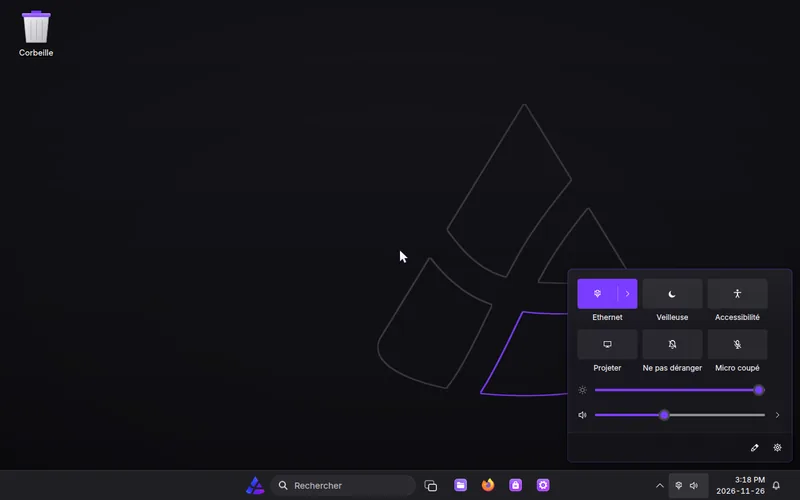 Corbeille
Ethernet
Veilleuse
Accessibilité
Projeter
Ne pas déranger
Micro coupé
Rechercher
3:18 PM
2026-11-26